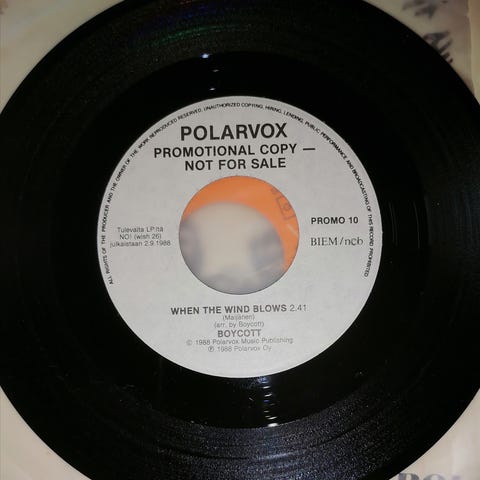 ALL RIGHTS OF THE PRODUCER AND THE OWNER OF THE WORK REPRODUCED RESERVED. UNAUTHORIZED COPYING, HIRING, LENDING, PUBLIC PERFORMANCE AND BROADCASTING OF THIS RECORD PROHIBITED
POLARVOX
PROMOTIONAL COPY —
NOT FOR SALE
Tulevalta LP:ltä
NO! (wish 26)
julkaistaan 2.9 1988
PROMO 10
BIEM/ncb
WHEN THE WIND BLOWS 2.41
(Maijanen)
(arr. by Boycott)
BOYCOTT
© 1988 Polarvox Music Publishing
℗ 1988 Polarvox Oy